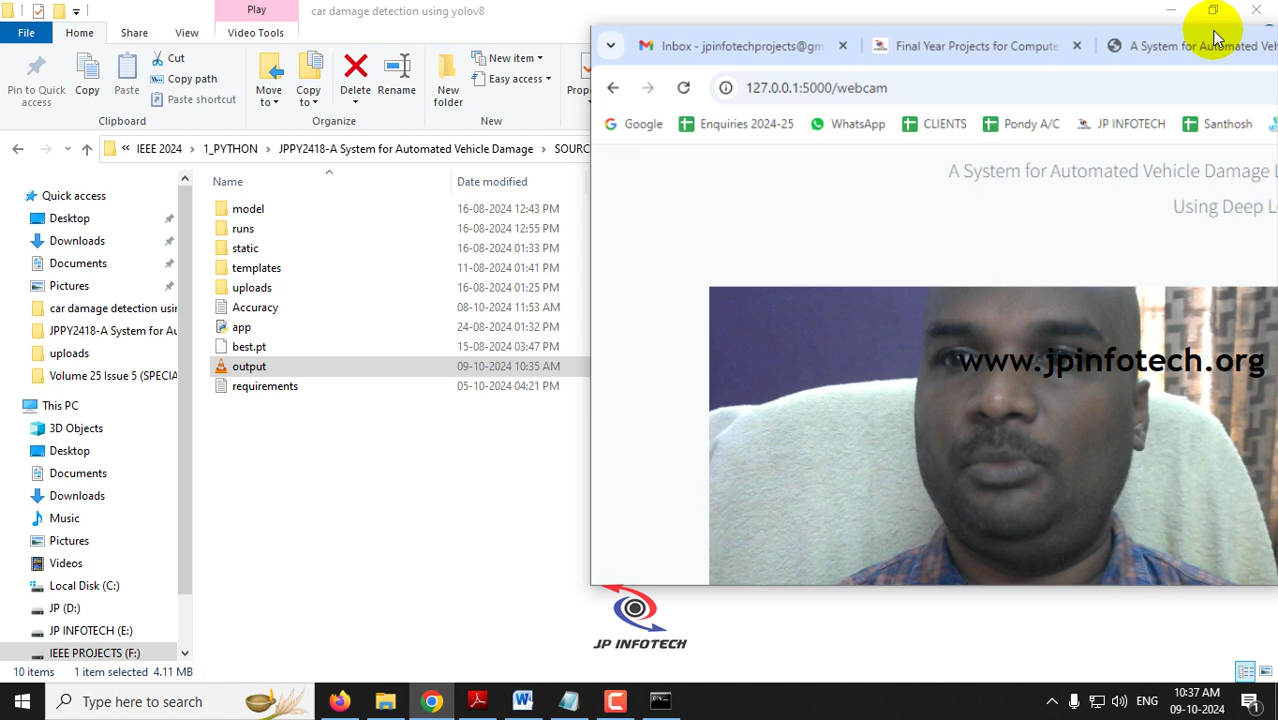 Play
car damage detection using yolov8
File
Home
Share
View
Video Tools
Pin to Quick access
Copy
Paste
Cut
Copy path
Paste shortcut
Clipboard
Move to
Copy to
Delete
Rename
Organize
New folder
New item
Easy access
New
IEEE 2024
1_PYTHON
JPPY2418-A System for Automated Vehicle Damage
Name
Date modified
Quick access
Desktop
Downloads
Documents
Pictures
car damage detection usin
JPPY2418-A System for Au
uploads
Volume 25 Issue 5 (SPECIA
This PC
3D Objects
Desktop
Documents
Downloads
Music
Pictures
Videos
Local Disk (C:)
JP (D:)
JP INFOTECH (E:)
IEEE PROJECTS (F:)
model 16-08-2024 12:43 PM
runs 16-08-2024 12:55 PM
static 16-08-2024 01:33 PM
templates 11-08-2024 01:41 PM
uploads 16-08-2024 01:25 PM
Accuracy 08-10-2024 11:53 AM
app 24-08-2024 01:32 PM
best.pt 15-08-2024 03:47 PM
output 09-10-2024 10:35 AM
requirements 05-10-2024 04:21 PM
10 items 1 item selected 4.11 MB
Inbox - jpinfotechprojects@gm
Final Year Projects for Compute
A System for Automated Veh
127.0.0.1:5000/webcam
Google
Enquiries 2024-25
WhatsApp
CLIENTS
Pondy A/C
JP INFOTECH
Santhosh
A System for Automated Vehicle Damage
Using Deep
www.jpinfotech.org
JP INFOTECH
Type here to search
ENG
10:37 AM
09-10-2024
1